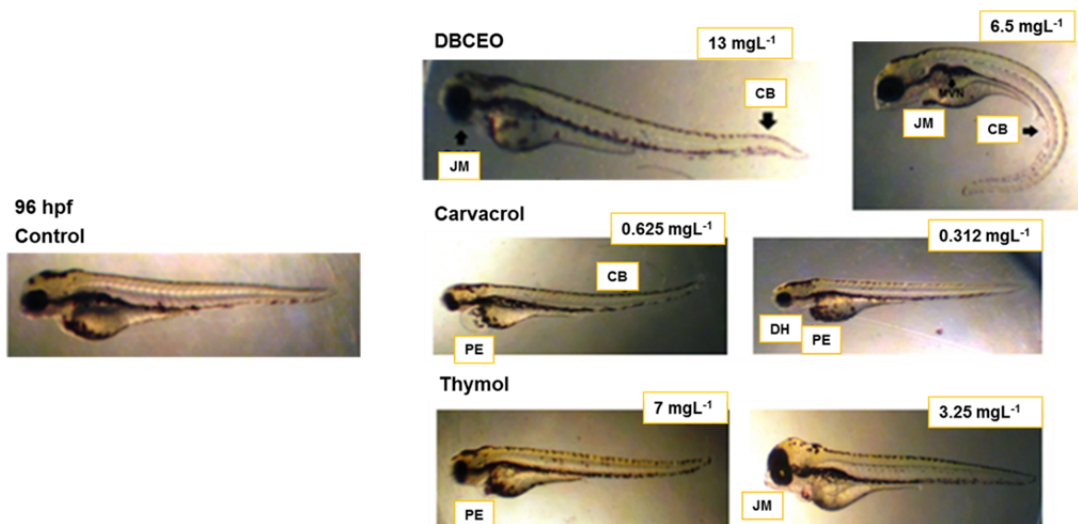 DBCEO
13 mgL⁻¹
CB
JM
6.5 mgL⁻¹
MVN
JM
CB
96 hpf
Control
Carvacrol
0.625 mgL⁻¹
CB
PE
0.312 mgL⁻¹
DH
PE
Thymol
7 mgL⁻¹
PE
3.25 mgL⁻¹
JM